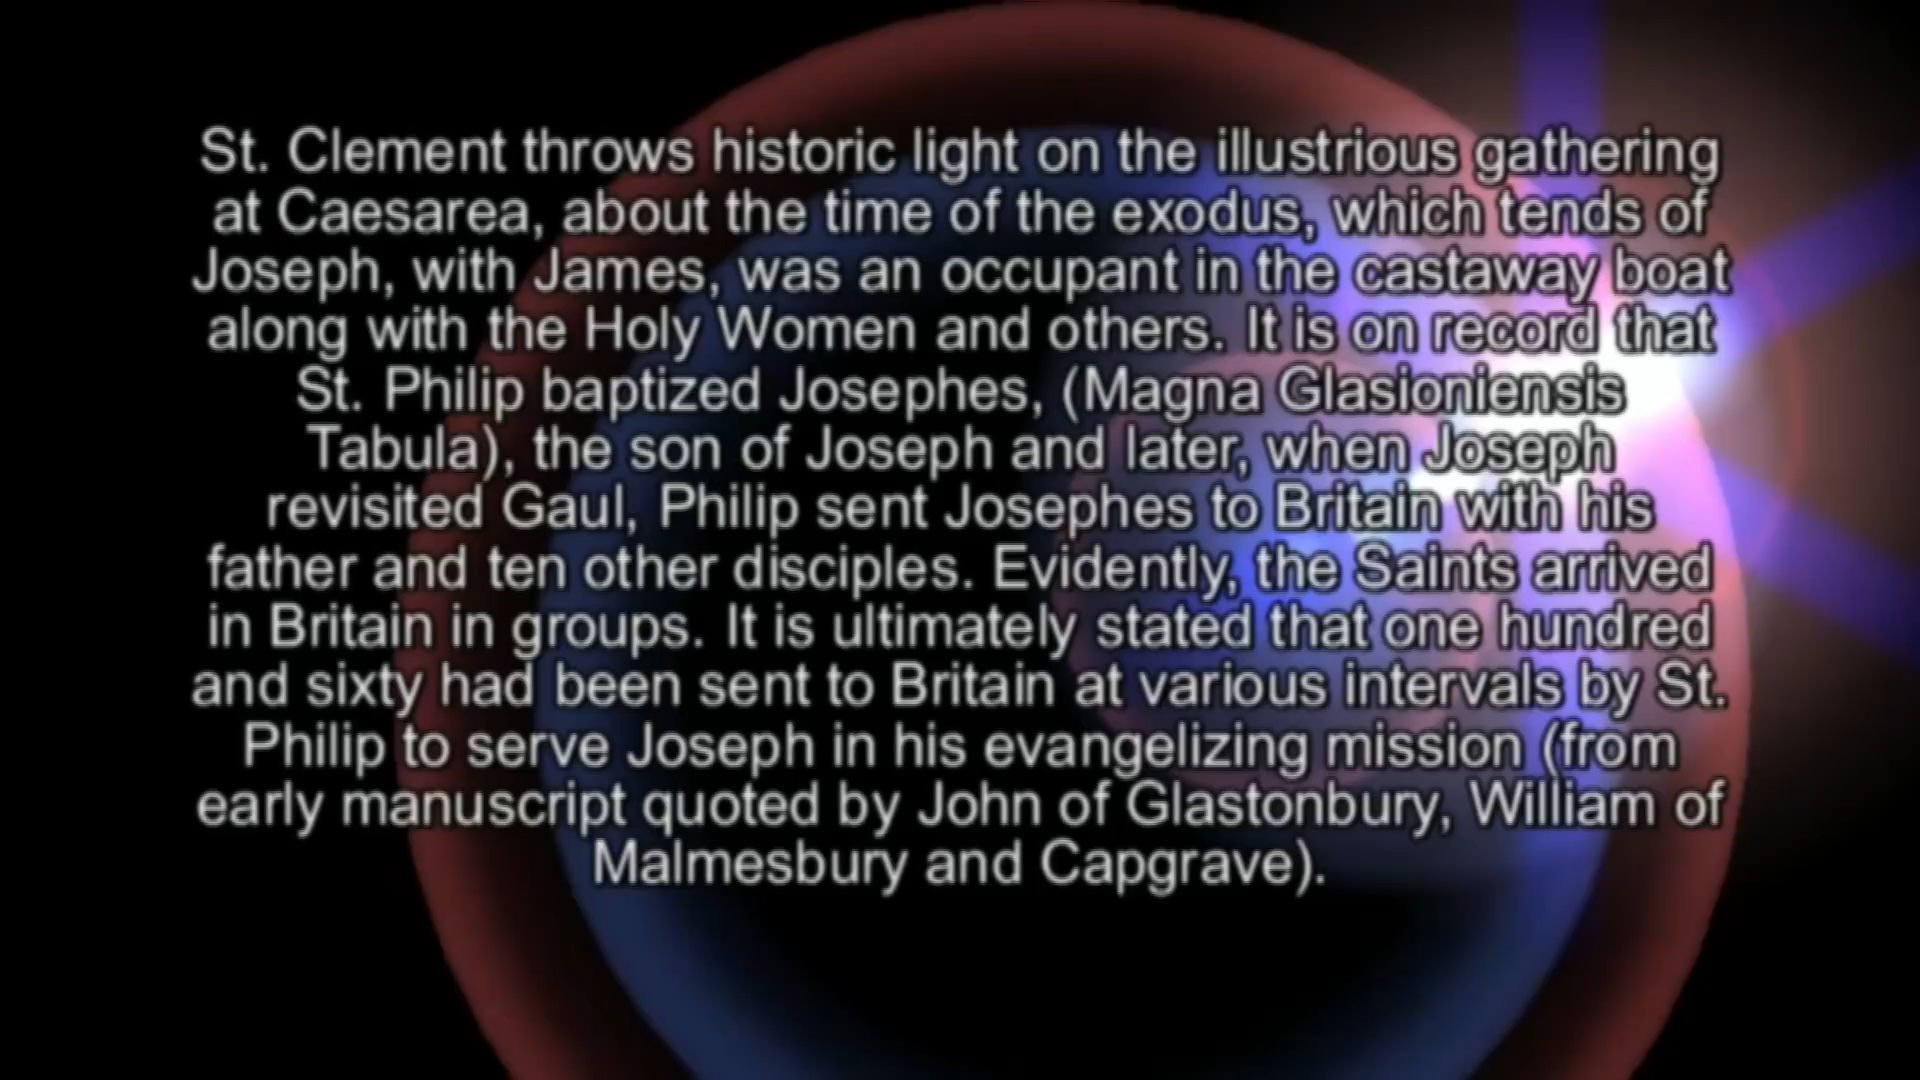 St. Clement throws historic light on the illustrious gathering
at Caesarea, about the time of the exodus, which tends of
Joseph, with James, was an occupant in the castaway boat
along with the Holy Women and others. It is on record that
St. Philip baptized Josephes, (Magna Glasioniensis
Tabula), the son of Joseph and later, when Joseph
revisited Gaul, Philip sent Josephes to Britain with his
father and ten other disciples. Evidently, the Saints arrived
in Britain in groups. It is ultimately stated that one hundred
and sixty had been sent to Britain at various intervals by St.
Philip to serve Joseph in his evangelizing mission (from
early manuscript quoted by John of Glastonbury, William of
Malmesbury and Capgrave).